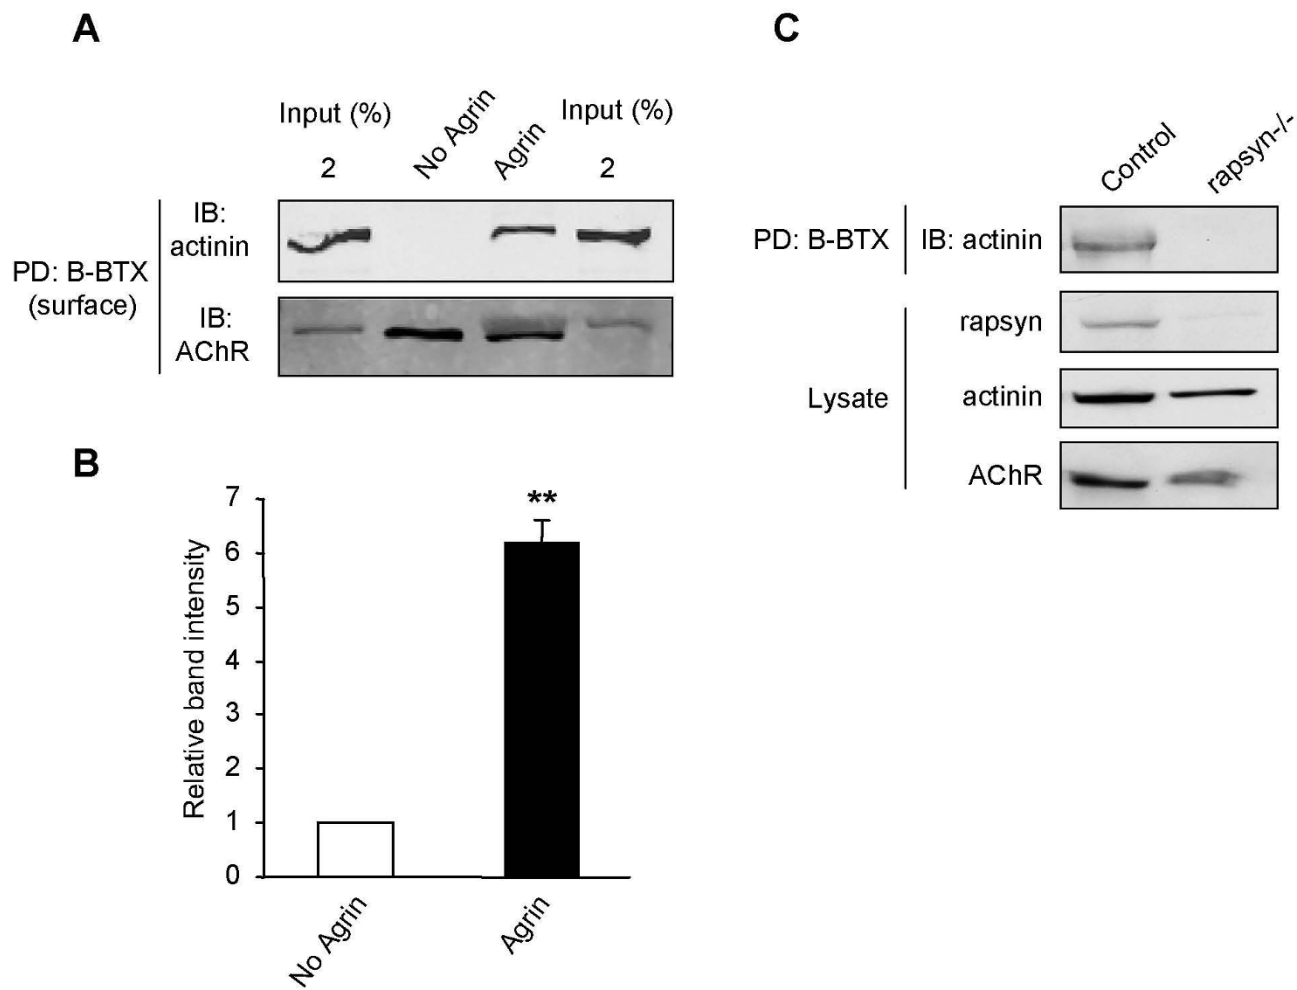 A
Input (%)
No Agrin
Agrin
Input (%)
2
2
PD: B-BTX
(surface)
IB:
actinin
IB:
AChR
B
Relative band intensity
7
6
5
4
3
2
1
0
**
No Agrin
Agrin
C
Control
rapsyn-/-
PD: B-BTX
IB: actinin
Lysate
rapsyn
actinin
AChR